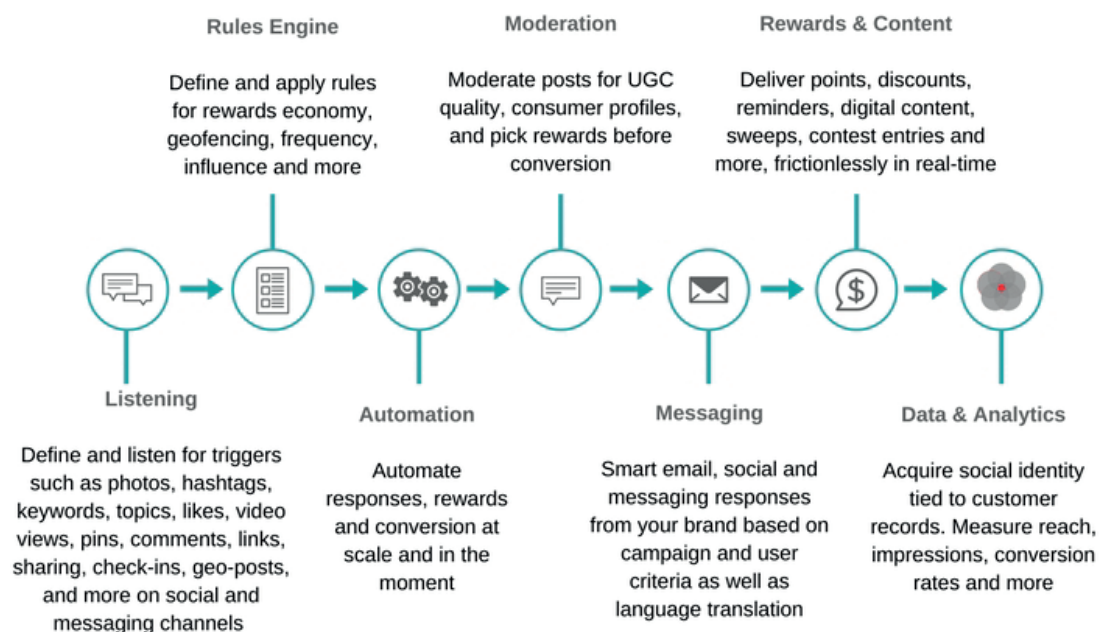 Rules Engine
Define and apply rules
for rewards economy,
geofencing, frequency,
influence and more
Moderation
Moderate posts for UGC
quality, consumer profiles,
and pick rewards before
conversion
Rewards & Content
Deliver points, discounts,
reminders, digital content,
sweeps, contest entries and
more, frictionlessly in real-time
$
Listening
Define and listen for triggers
such as photos, hashtags,
keywords, topics, likes, video
views, pins, comments, links,
sharing, check-ins, geo-posts,
and more on social and
messaging channels
Automation
Automate
responses, rewards
and conversion at
scale and in the
moment
Messaging
Smart email, social and
messaging responses
from your brand based on
campaign and user
criteria as well as
language translation
Data & Analytics
Acquire social identity
tied to customer
records. Measure reach,
impressions, conversion
rates and more